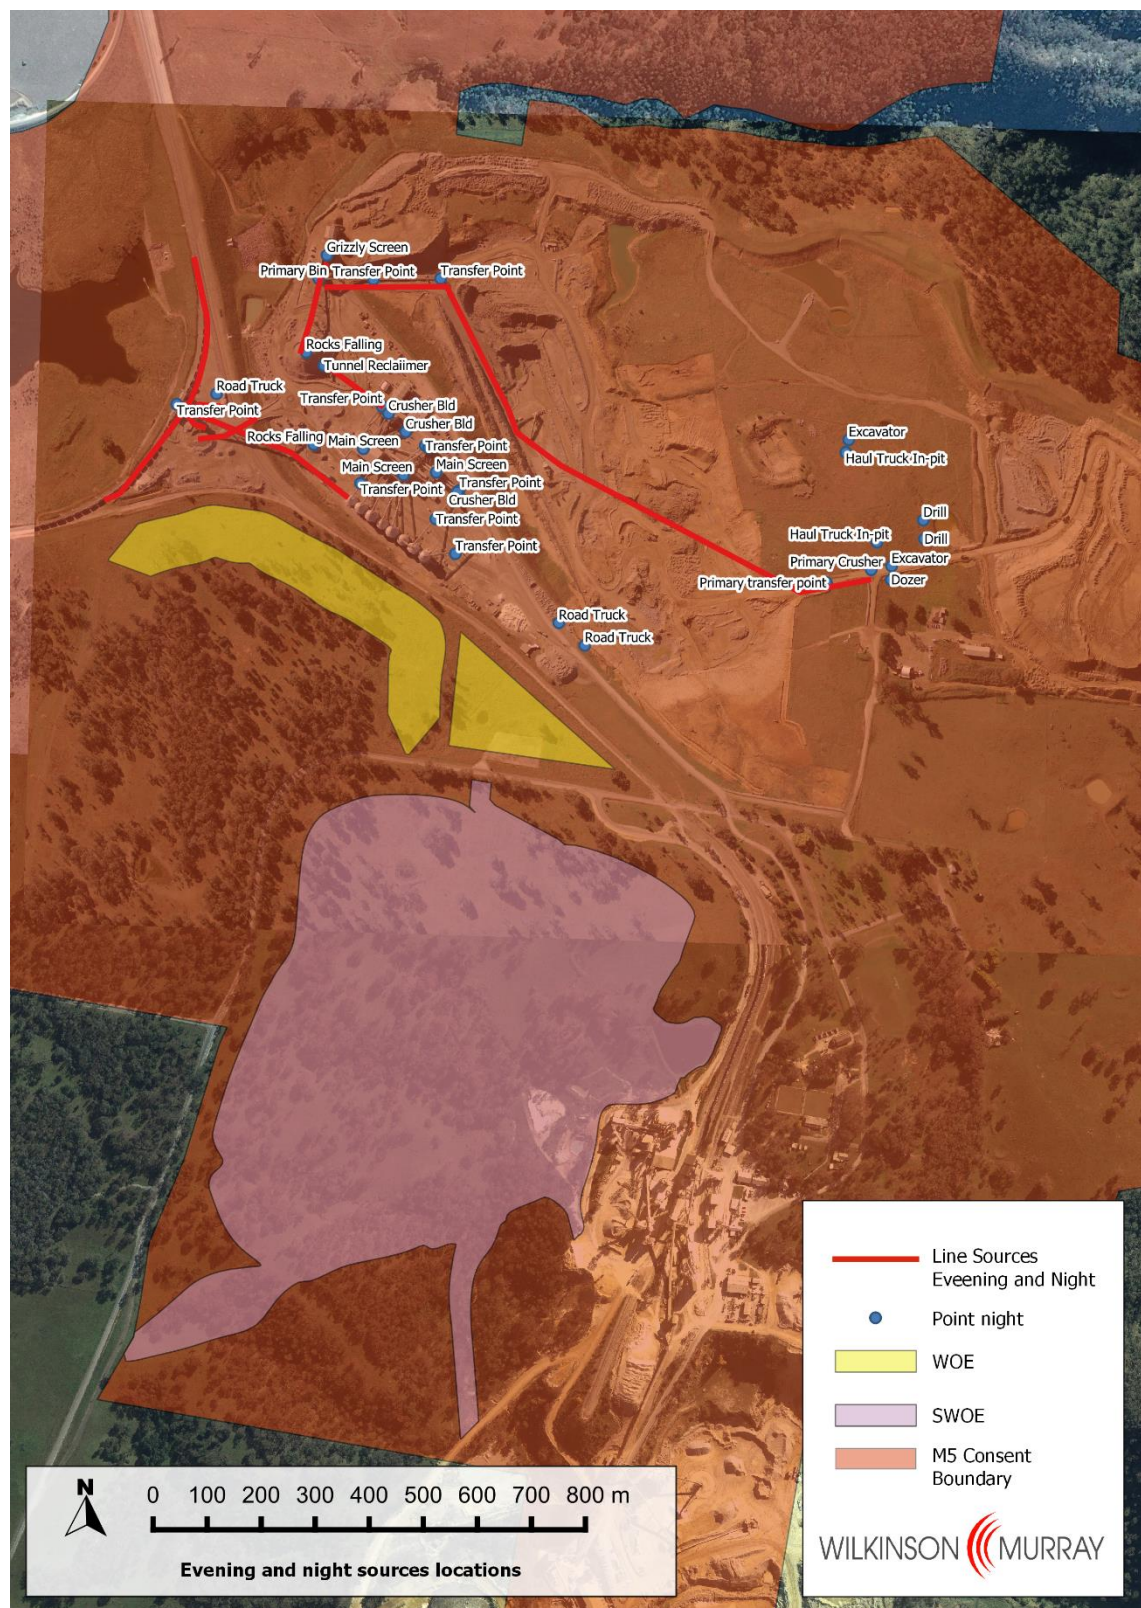 Grizzly Screen
Primary Bin
Transfer Point
Transfer Point
Rocks Falling
Tunnel Reclaiimer
Road Truck
Transfer Point
Transfer Point
Crusher Bld
Crusher Bld
Rocks Falling
Main Screen
Transfer Point
Main Screen
Main Screen
Transfer Point
Transfer Point
Crusher Bld
Transfer Point
Transfer Point
Excavator
Haul Truck In-pit
Drill
Haul Truck In-pit
Drill
Primary Crusher
Excavator
Primary transfer point
Dozer
Road Truck
Road Truck
Line Sources
Eveening and Night
Point night
WOE
SWOE
M5 Consent
Boundary
N
0 100 200 300 400 500 600 700 800 m
Evening and night sources locations
WILKINSON MURRAY